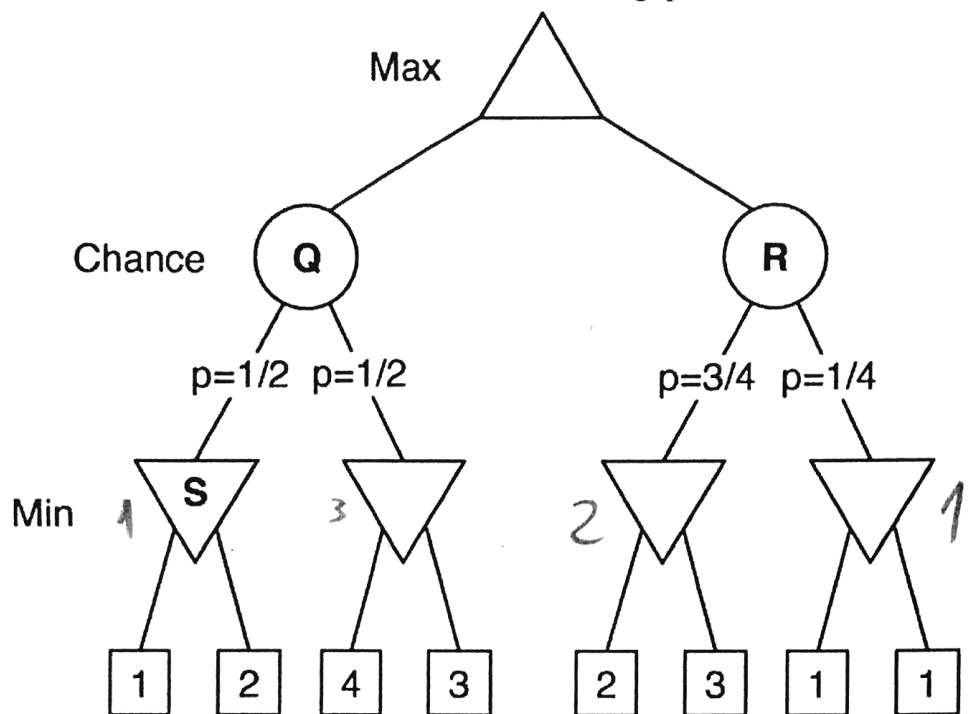 Max
Chance Q R
p=1/2 p=1/2 p=3/4 p=1/4
Min 1 S 3 2 1
1 2 4 3 2 3 1 1